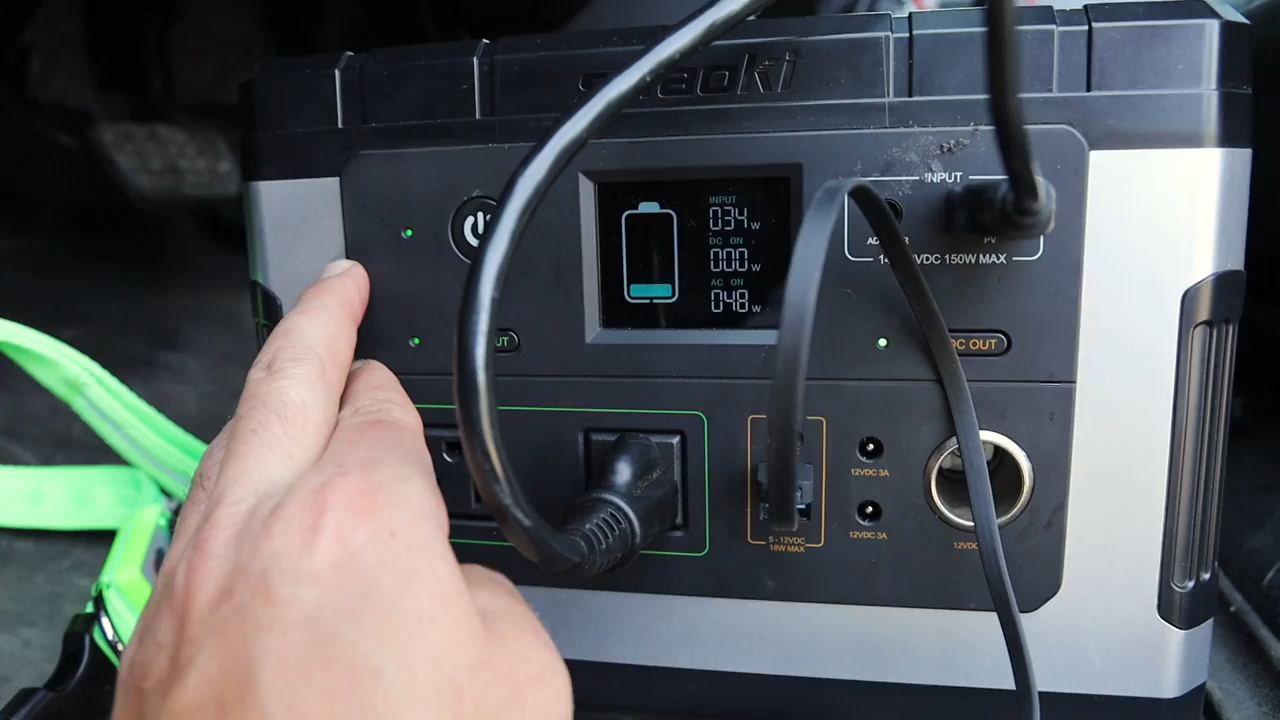 INPUT
034W
DC ON
000W
AC ON
048W
INPUT
PV
VDC 150W MAX
DC OUT
5-12VDC
18W MAX
12VDC 3A
12VDC 3A